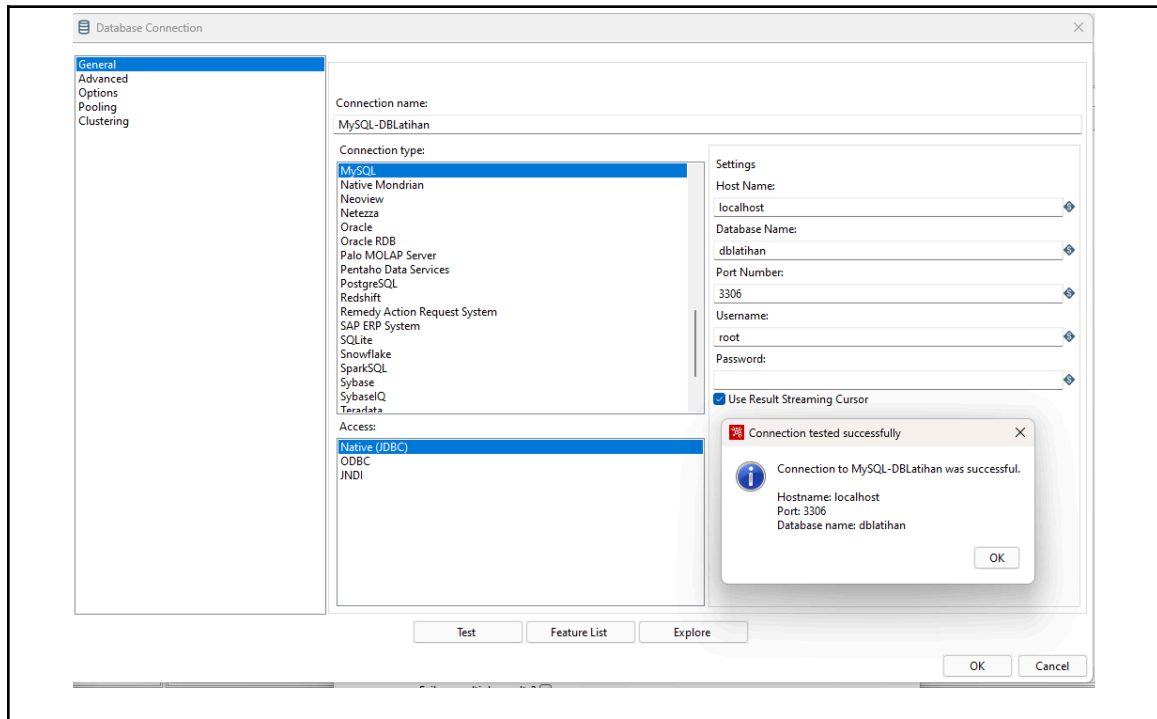 Database Connection
General
Advanced
Options
Pooling
Clustering
Connection name:
MySQL-DBLatihan
Connection type:
MySQL
Native Mondrian
Neoview
Netezza
Oracle
Oracle RDB
Palo MOLAP Server
Pentaho Data Services
PostgreSQL
Redshift
Remedy Action Request System
SAP ERP System
SQLite
Snowflake
SparkSQL
Sybase
SybaseIQ
Teradata
Access:
Native (JDBC)
ODBC
JNDI
Settings
Host Name:
localhost
Database Name:
dblatihan
Port Number:
3306
Username:
root
Password:
Use Result Streaming Cursor
Connection tested successfully
Connection to MySQL-DBLatihan was successful.
Hostname: localhost
Port: 3306
Database name: dblatihan
OK
Test
Feature List
Explore
OK
Cancel